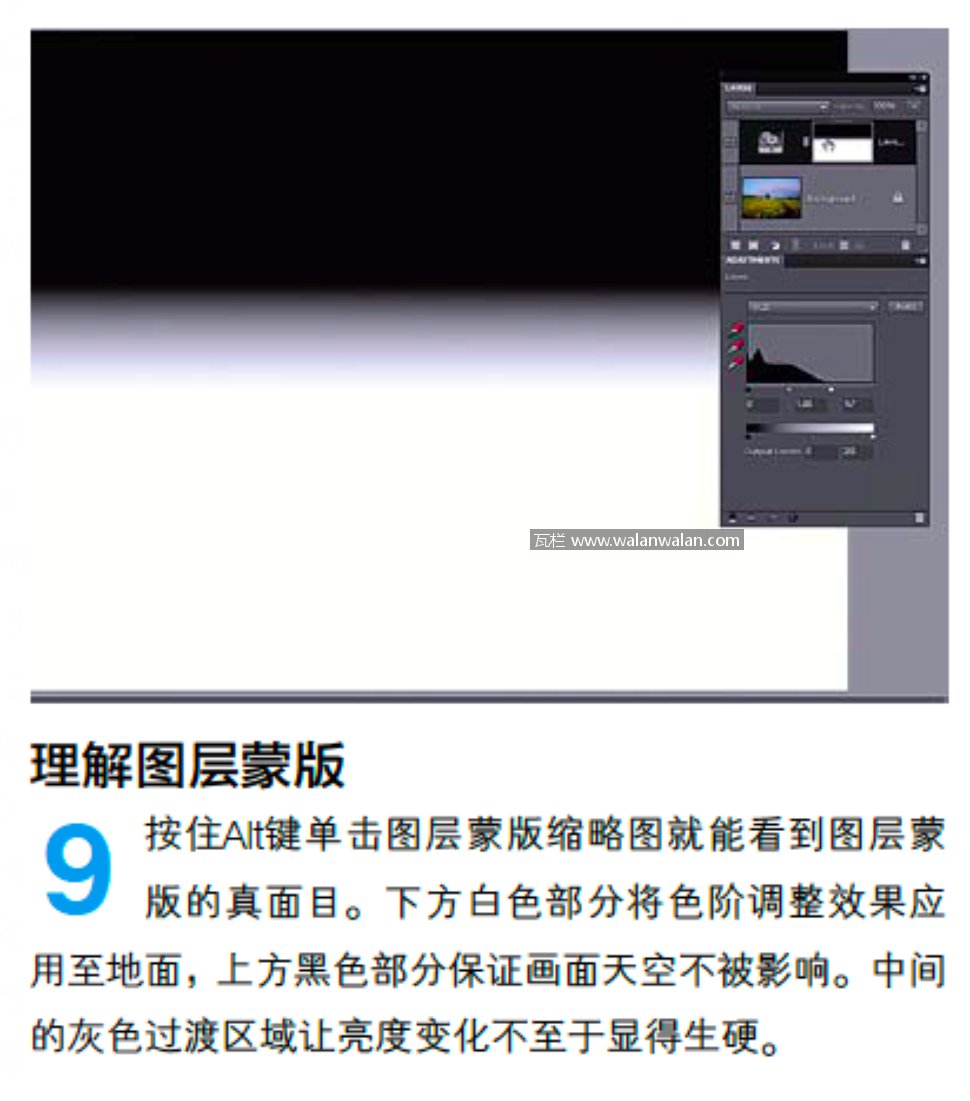 LAYERS
100%
Background
ADJUSTMENTS
Output Levels: 0 255
瓦栏 www.walanwalan.com
理解图层蒙版
9
按住Alt键单击图层蒙版缩略图就能看到图层蒙
版的真面目。下方白色部分将色阶调整效果应
用至地面，上方黑色部分保证画面天空不被影响。中间
的灰色过渡区域让亮度变化不至于显得生硬。